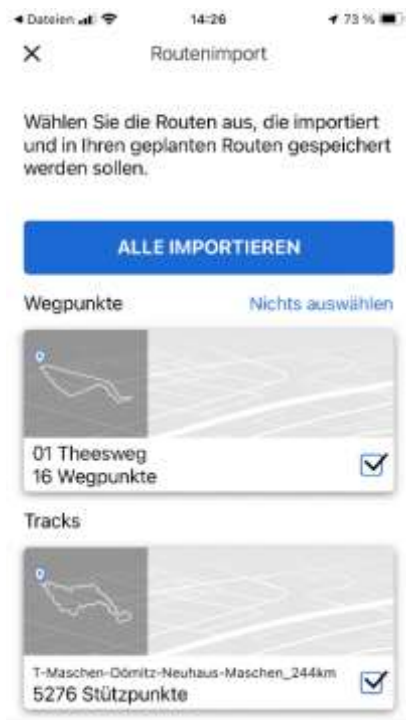 Dateien 14:26 73 %
Routenimport
Wählen Sie die Routen aus, die importiert
und in Ihren geplanten Routen gespeichert
werden sollen.
ALLE IMPORTIEREN
Wegpunkte Nichts auswählen
01 Theesweg
16 Wegpunkte
Tracks
T-Maschen-Dömitz-Neuhaus-Maschen_244km
5276 Stützpunkte